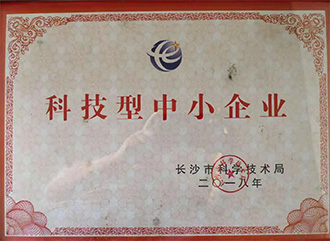 科技型中小企业
长沙市科学技术局
二〇一八年